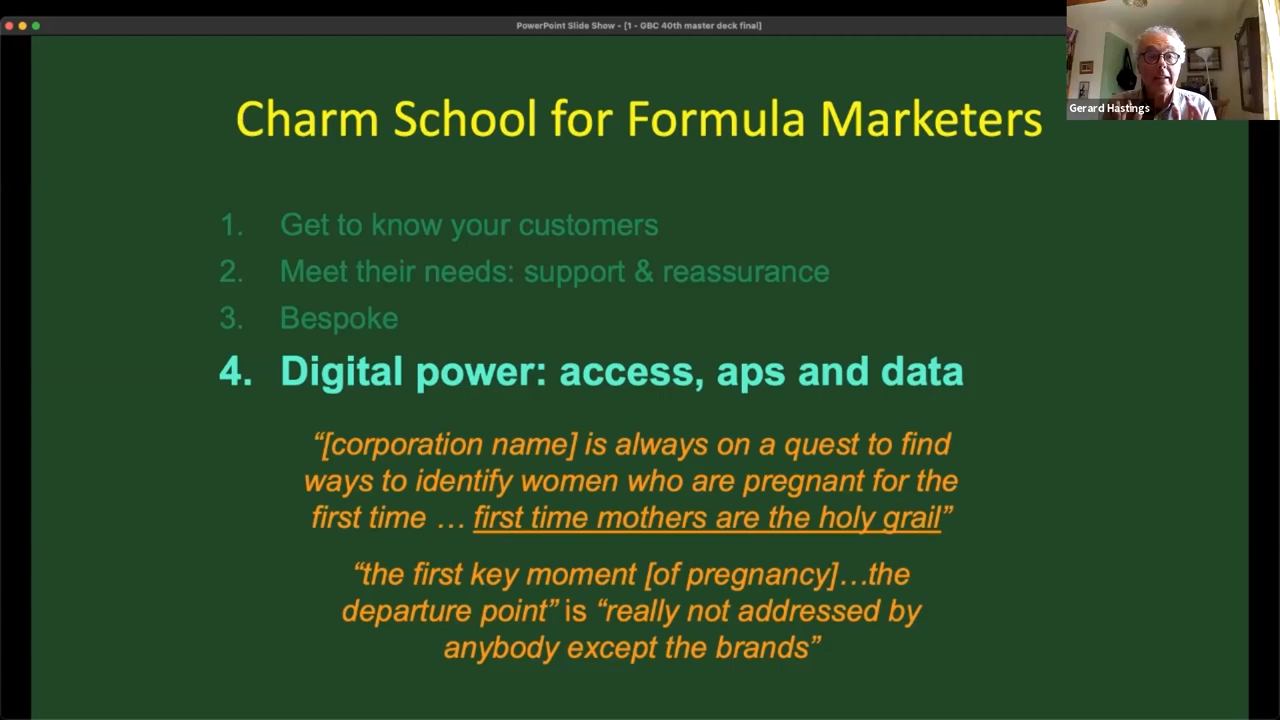 PowerPoint Slide Show - [1 - GBC 40th master deck final]
Gerard Hastings
Charm School for Formula Marketers
1. Get to know your customers
2. Meet their needs: support & reassurance
3. Bespoke
4. Digital power: access, aps and data
“[corporation name] is always on a quest to find
ways to identify women who are pregnant for the
first time … first time mothers are the holy grail”
“the first key moment [of pregnancy]…the
departure point” is “really not addressed by
anybody except the brands”